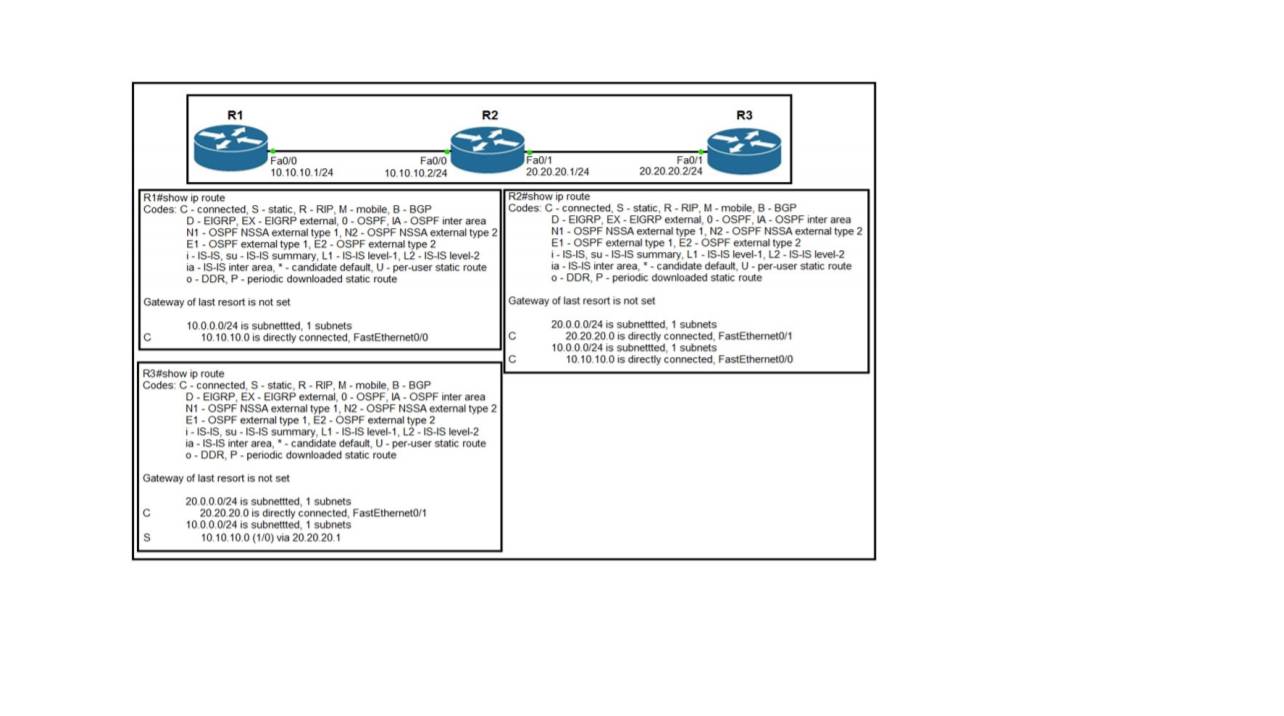 R1
R2
R3
Fa0/0
10.10.10.1/24
Fa0/0
10.10.10.2/24
Fa0/1
20.20.20.1/24
Fa0/1
20.20.20.2/24
R1#show ip route
Codes: C - connected, S - static, R - RIP, M - mobile, B - BGP
D - EIGRP, EX - EIGRP external, 0 - OSPF, IA - OSPF inter area
N1 - OSPF NSSA external type 1, N2 - OSPF NSSA external type 2
E1 - OSPF external type 1, E2 - OSPF external type 2
i - IS-IS, su - IS-IS summary, L1 - IS-IS level-1, L2 - IS-IS level-2
ia - IS-IS inter area, * - candidate default, U - per-user static route
o - DDR, P - periodic downloaded static route
Gateway of last resort is not set
10.0.0.0/24 is subnettted, 1 subnets
C 10.10.10.0 is directly connected, FastEthernet0/0
R2#show ip route
Codes: C - connected, S - static, R - RIP, M - mobile, B - BGP
D - EIGRP, EX - EIGRP external, 0 - OSPF, IA - OSPF inter area
N1 - OSPF NSSA external type 1, N2 - OSPF NSSA external type 2
E1 - OSPF external type 1, E2 - OSPF external type 2
i - IS-IS, su - IS-IS summary, L1 - IS-IS level-1, L2 - IS-IS level-2
ia - IS-IS inter area, * - candidate default, U - per-user static route
o - DDR, P - periodic downloaded static route
Gateway of last resort is not set
20.0.0.0/24 is subnettted, 1 subnets
C 20.20.20.0 is directly connected, FastEthernet0/1
10.0.0.0/24 is subnettted, 1 subnets
C 10.10.10.0 is directly connected, FastEthernet0/0
R3#show ip route
Codes: C - connected, S - static, R - RIP, M - mobile, B - BGP
D - EIGRP, EX - EIGRP external, 0 - OSPF, IA - OSPF inter area
N1 - OSPF NSSA external type 1, N2 - OSPF NSSA external type 2
E1 - OSPF external type 1, E2 - OSPF external type 2
i - IS-IS, su - IS-IS summary, L1 - IS-IS level-1, L2 - IS-IS level-2
ia - IS-IS inter area, * - candidate default, U - per-user static route
o - DDR, P - periodic downloaded static route
Gateway of last resort is not set
20.0.0.0/24 is subnettted, 1 subnets
C 20.20.20.0 is directly connected, FastEthernet0/1
10.0.0.0/24 is subnettted, 1 subnets
S 10.10.10.0 (1/0) via 20.20.20.1